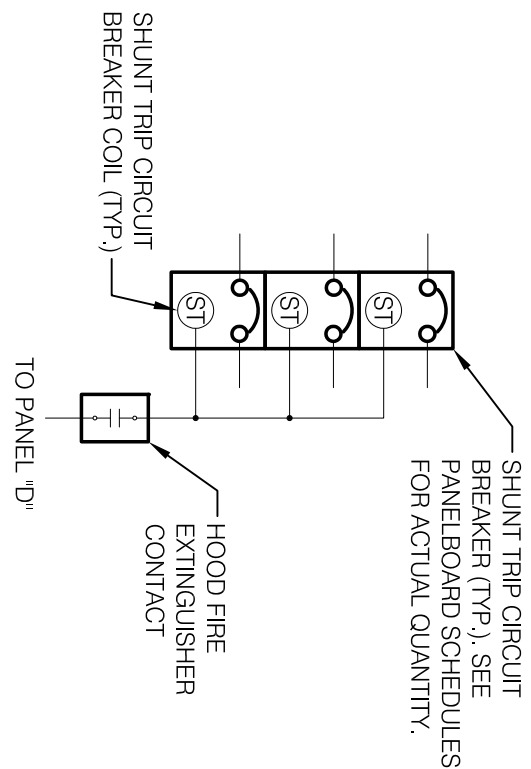 SHUNT TRIP CIRCUIT
BREAKER (TYP.). SEE
PANELBOARD SCHEDULES
FOR ACTUAL QUANTITY.
ST
ST
ST
SHUNT TRIP CIRCUIT
BREAKER COIL (TYP.)
HOOD FIRE
EXTINGUISHER
CONTACT
TO PANEL "D"